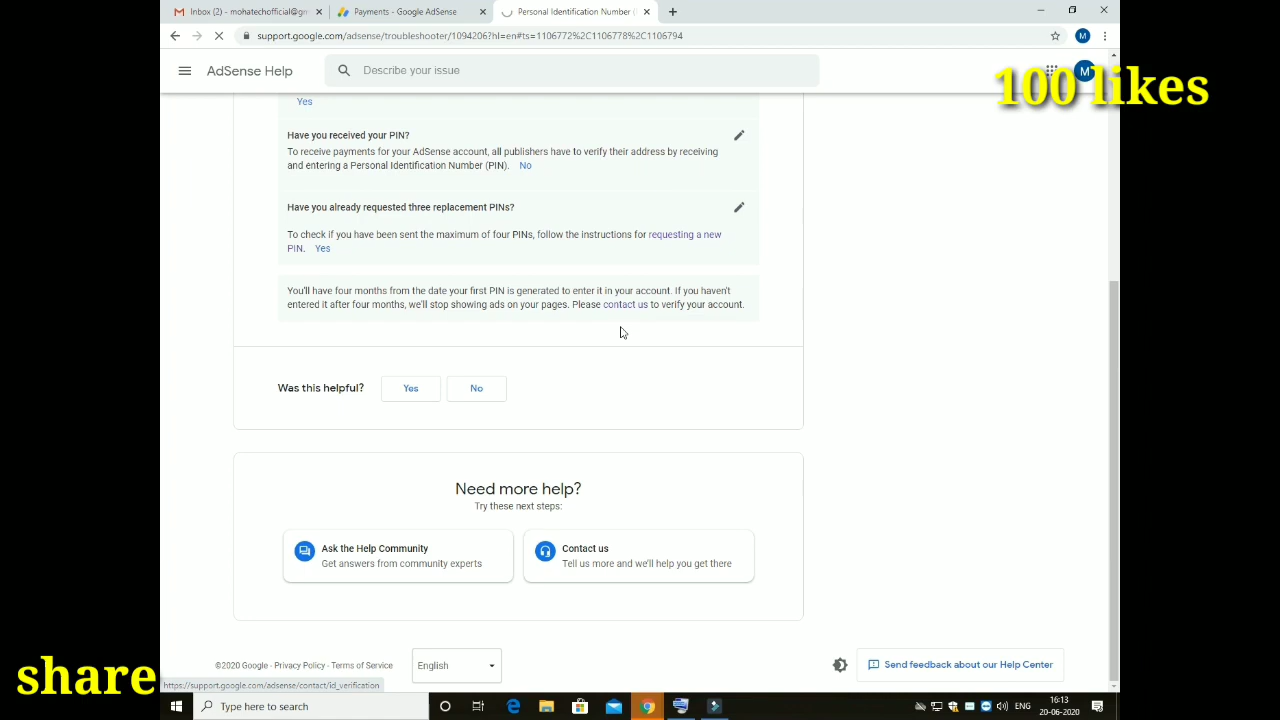 Inbox (2) - mohatechofficial@gm
Payments - Google AdSense
Personal Identification Number (
support.google.com/adsense/troubleshooter/1094206?hl=en#ts=1106772%2C1106778%2C1106794
M
AdSense Help
Describe your issue
M
100 likes
Yes
Have you received your PIN?
To receive payments for your AdSense account, all publishers have to verify their address by receiving
and entering a Personal Identification Number (PIN). No
Have you already requested three replacement PINs?
To check if you have been sent the maximum of four PINs, follow the instructions for requesting a new
PIN. Yes
You'll have four months from the date your first PIN is generated to enter it in your account. If you haven't
entered it after four months, we'll stop showing ads on your pages. Please contact us to verify your account.
Was this helpful? Yes No
Need more help?
Try these next steps:
Ask the Help Community
Get answers from community experts
Contact us
Tell us more and we'll help you get there
©2020 Google - Privacy Policy - Terms of Service
English
Send feedback about our Help Center
share
https://support.google.com/adsense/contact/id_verification
Type here to search
ENG
16:13
20-06-2020